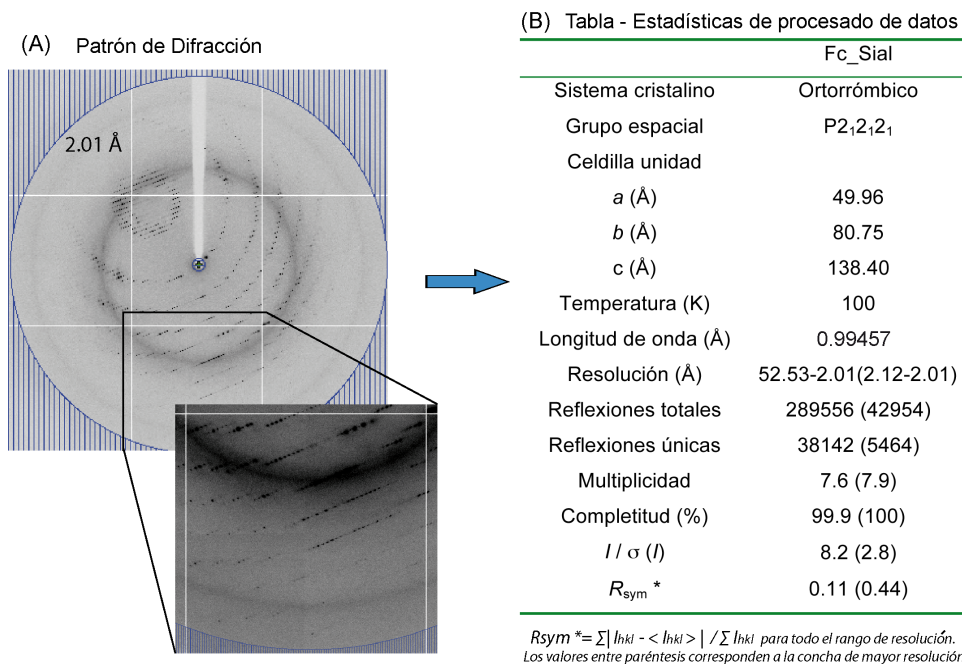 (A) Patrón de Difracción
2.01 Å
(B) Tabla - Estadísticas de procesado de datos
Fc_Sial
Sistema cristalino Ortorrómbico
Grupo espacial P2₁2₁2₁
Celdilla unidad
a (Å) 49.96
b (Å) 80.75
c (Å) 138.40
Temperatura (K) 100
Longitud de onda (Å) 0.99457
Resolución (Å) 52.53-2.01(2.12-2.01)
Reflexiones totales 289556 (42954)
Reflexiones únicas 38142 (5464)
Multiplicidad 7.6 (7.9)
Completitud (%) 99.9 (100)
I / σ (I) 8.2 (2.8)
Rsym * 0.11 (0.44)
Rsym *= ∑| Ihkl - < Ihkl > | / ∑ Ihkl para todo el rango de resolución.
Los valores entre paréntesis corresponden a la concha de mayor resolución